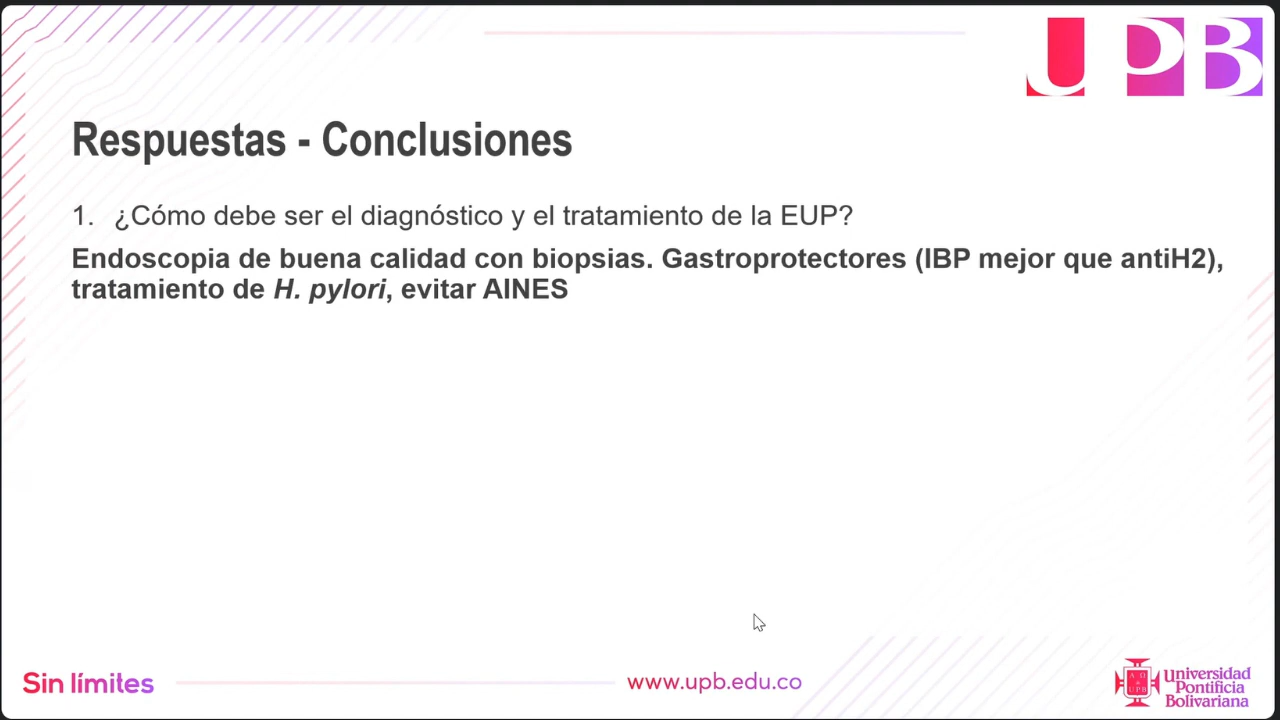 UPB
Respuestas - Conclusiones
1. ¿Cómo debe ser el diagnóstico y el tratamiento de la EUP?
Endoscopia de buena calidad con biopsias. Gastroprotectores (IBP mejor que antiH2),
tratamiento de H. pylori, evitar AINES
Sin límites
www.upb.edu.co
A Ω
UPB
Universidad
Pontificia
Bolivariana